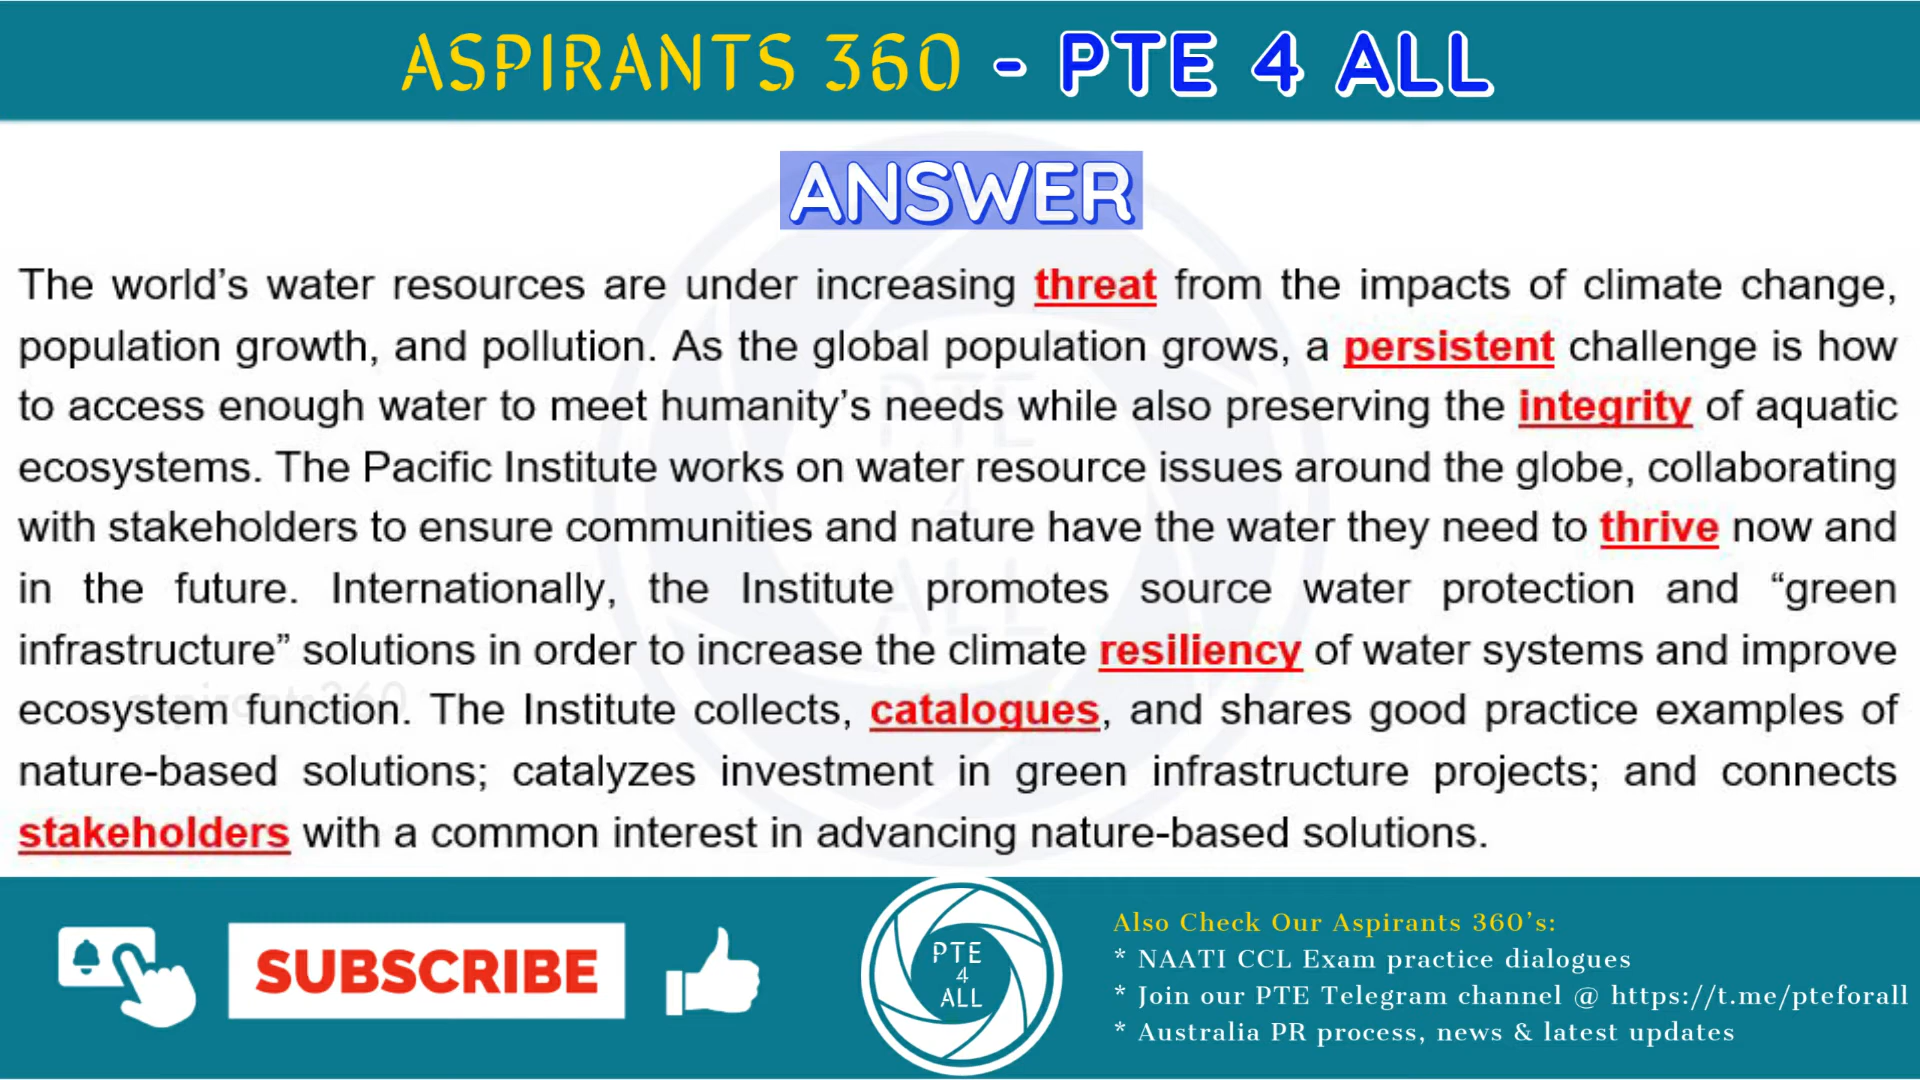 ASPIRANTS 360 - PTE 4 ALL
ANSWER
The world's water resources are under increasing threat from the impacts of climate change,
population growth, and pollution. As the global population grows, a persistent challenge is how
to access enough water to meet humanity's needs while also preserving the integrity of aquatic
ecosystems. The Pacific Institute works on water resource issues around the globe, collaborating
with stakeholders to ensure communities and nature have the water they need to thrive now and
in the future. Internationally, the Institute promotes source water protection and “green
infrastructure” solutions in order to increase the climate resiliency of water systems and improve
ecosystem function. The Institute collects, catalogues, and shares good practice examples of
nature-based solutions; catalyzes investment in green infrastructure projects; and connects
stakeholders with a common interest in advancing nature-based solutions.
PTE
4
ALL
aspirants360
SUBSCRIBE
PTE
4
ALL
Also Check Our Aspirants 360's:
* NAATI CCL Exam practice dialogues
* Join our PTE Telegram channel @ https://t.me/pteforall
* Australia PR process, news & latest updates